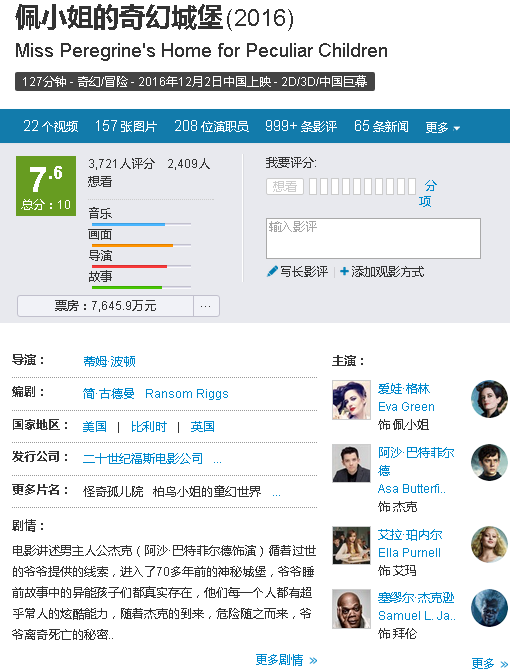 佩小姐的奇幻城堡(2016)
Miss Peregrine's Home for Peculiar Children
127分钟 - 奇幻/冒险 - 2016年12月2日中国上映 - 2D/3D/中国巨幕
22 个视频 157 张图片 208 位演职员 999+ 条影评 65 条新闻 更多
7.6
总分：10
3,721人评分 2,409人
想看
音乐
画面
导演
故事
票房：7,645.9万元 ...
我要评分:
想看 分
项
输入影评
写长影评 添加观影方式
导演： 蒂姆·波顿
编剧： 简·古德曼 Ransom Riggs
国家地区： 美国 | 比利时 | 英国
发行公司： 二十世纪福斯电影公司 ...
更多片名： 怪奇孤儿院 柏鸟小姐的童幻世界 ...
剧情：
电影讲述男主人公杰克（阿沙·巴特菲尔德饰演）循着过世
的爷爷提供的线索，进入了70多年前的神秘城堡，爷爷睡
前故事中的异能孩子们都真实存在，他们每一个人都有超
乎常人的炫酷能力，随着杰克的到来，危险随之而来，爷
爷离奇死亡的秘密..
更多剧情 »
主演：
爱娃·格林
Eva Green
饰 佩小姐
阿沙·巴特菲尔
德
Asa Butterfi..
饰 杰克
艾拉·珀内尔
Ella Purnell
饰 艾玛
塞缪尔·杰克逊
Samuel L. Ja..
饰 拜伦
更多 »